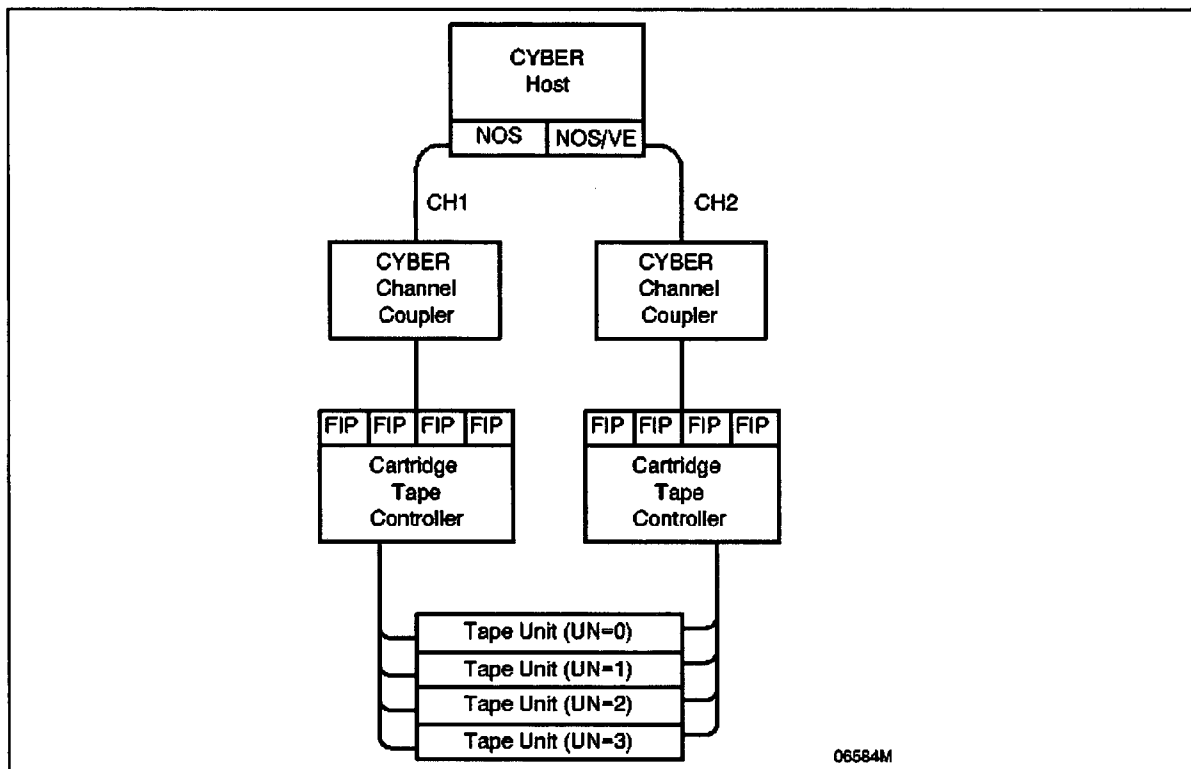 CYBER
Host
NOS NOS/VE
CH1 CH2
CYBER
Channel
Coupler
CYBER
Channel
Coupler
FIP FIP FIP FIP
Cartridge
Tape
Controller
FIP FIP FIP FIP
Cartridge
Tape
Controller
Tape Unit (UN=0)
Tape Unit (UN=1)
Tape Unit (UN=2)
Tape Unit (UN=3)
06584M